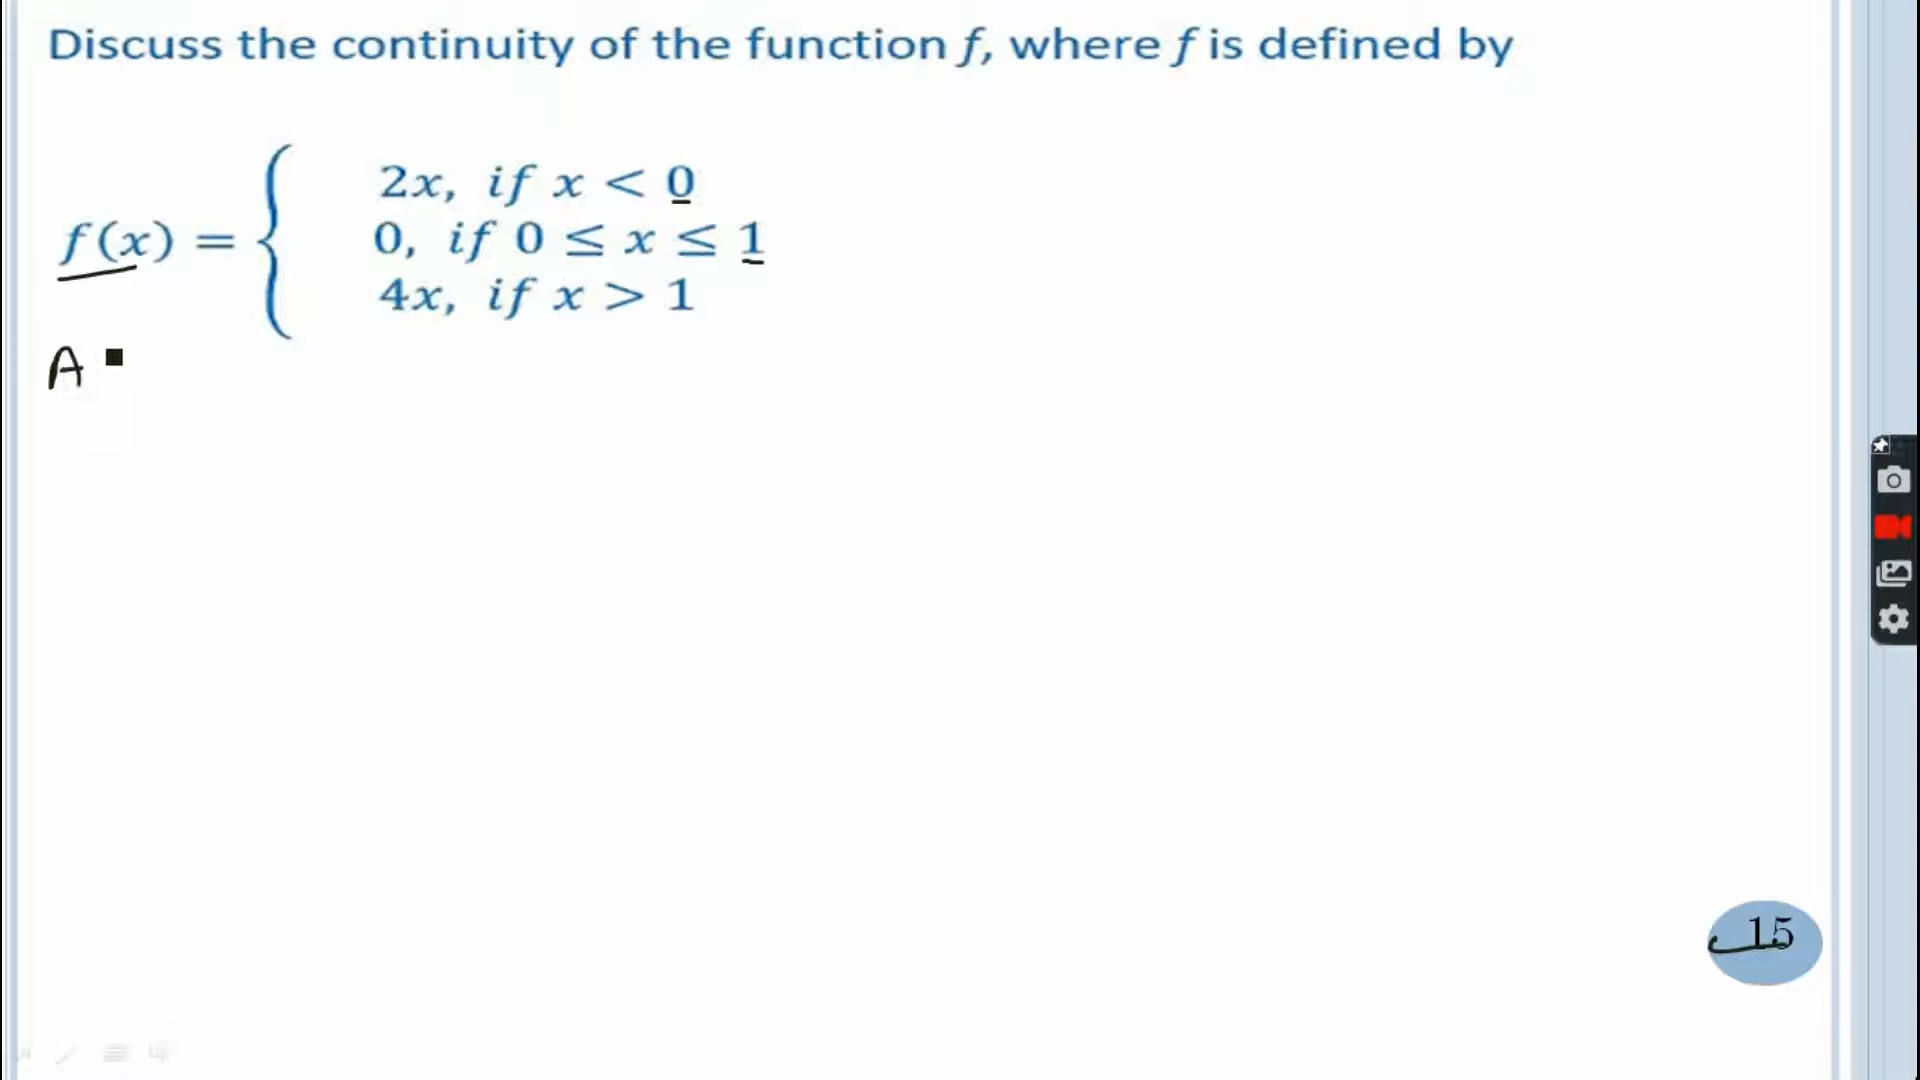 Discuss the continuity of the function f, where f is defined by
2x, if x < 0
f(x) = { 0, if 0 ≤ x ≤ 1
4x, if x > 1
A
15